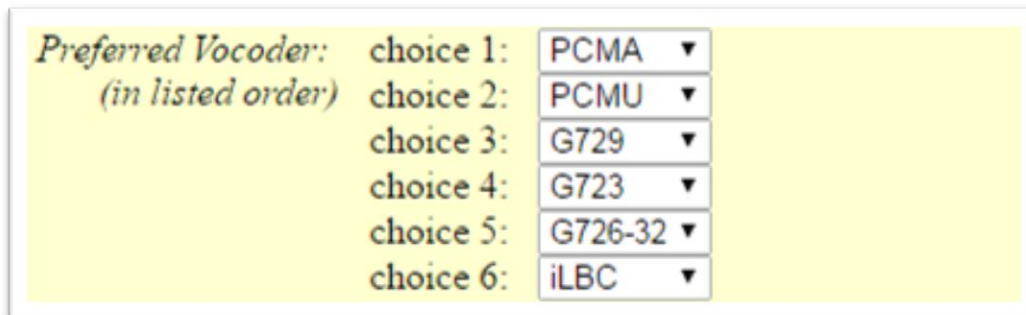 Preferred Vocoder: choice 1: PCMA
(in listed order) choice 2: PCMU
choice 3: G729
choice 4: G723
choice 5: G726-32
choice 6: iLBC